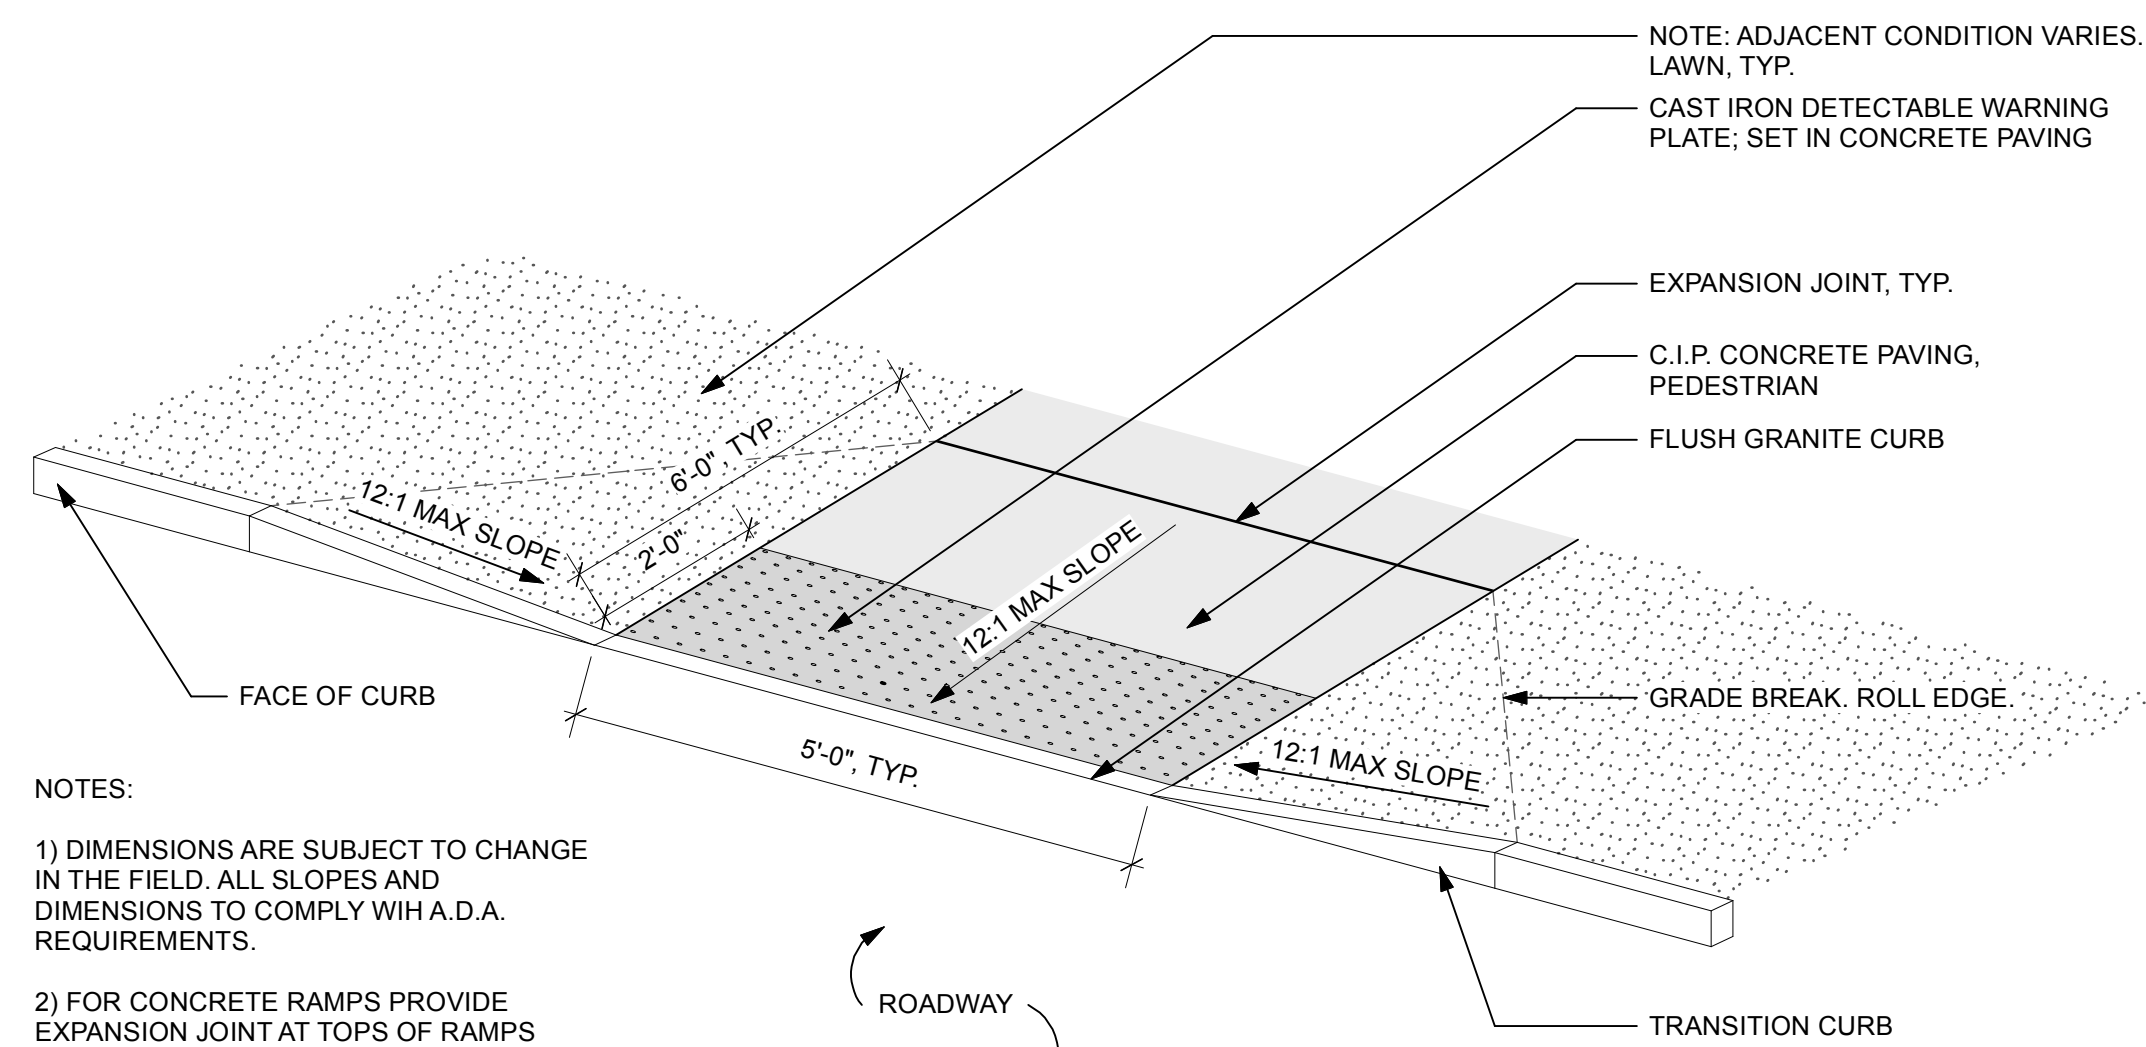 NOTE: ADJACENT CONDITION VARIES.
LAWN, TYP.
CAST IRON DETECTABLE WARNING
PLATE; SET IN CONCRETE PAVING
EXPANSION JOINT, TYP.
C.I.P. CONCRETE PAVING,
PEDESTRIAN
FLUSH GRANITE CURB
6'-0", TYP.
2'-0"
12:1 MAX SLOPE
12:1 MAX SLOPE
FACE OF CURB
GRADE BREAK. ROLL EDGE.
12:1 MAX SLOPE
5'-0", TYP.
NOTES:
1) DIMENSIONS ARE SUBJECT TO CHANGE
IN THE FIELD. ALL SLOPES AND
DIMENSIONS TO COMPLY WIH A.D.A.
REQUIREMENTS.
2) FOR CONCRETE RAMPS PROVIDE
EXPANSION JOINT AT TOPS OF RAMPS
ROADWAY
TRANSITION CURB